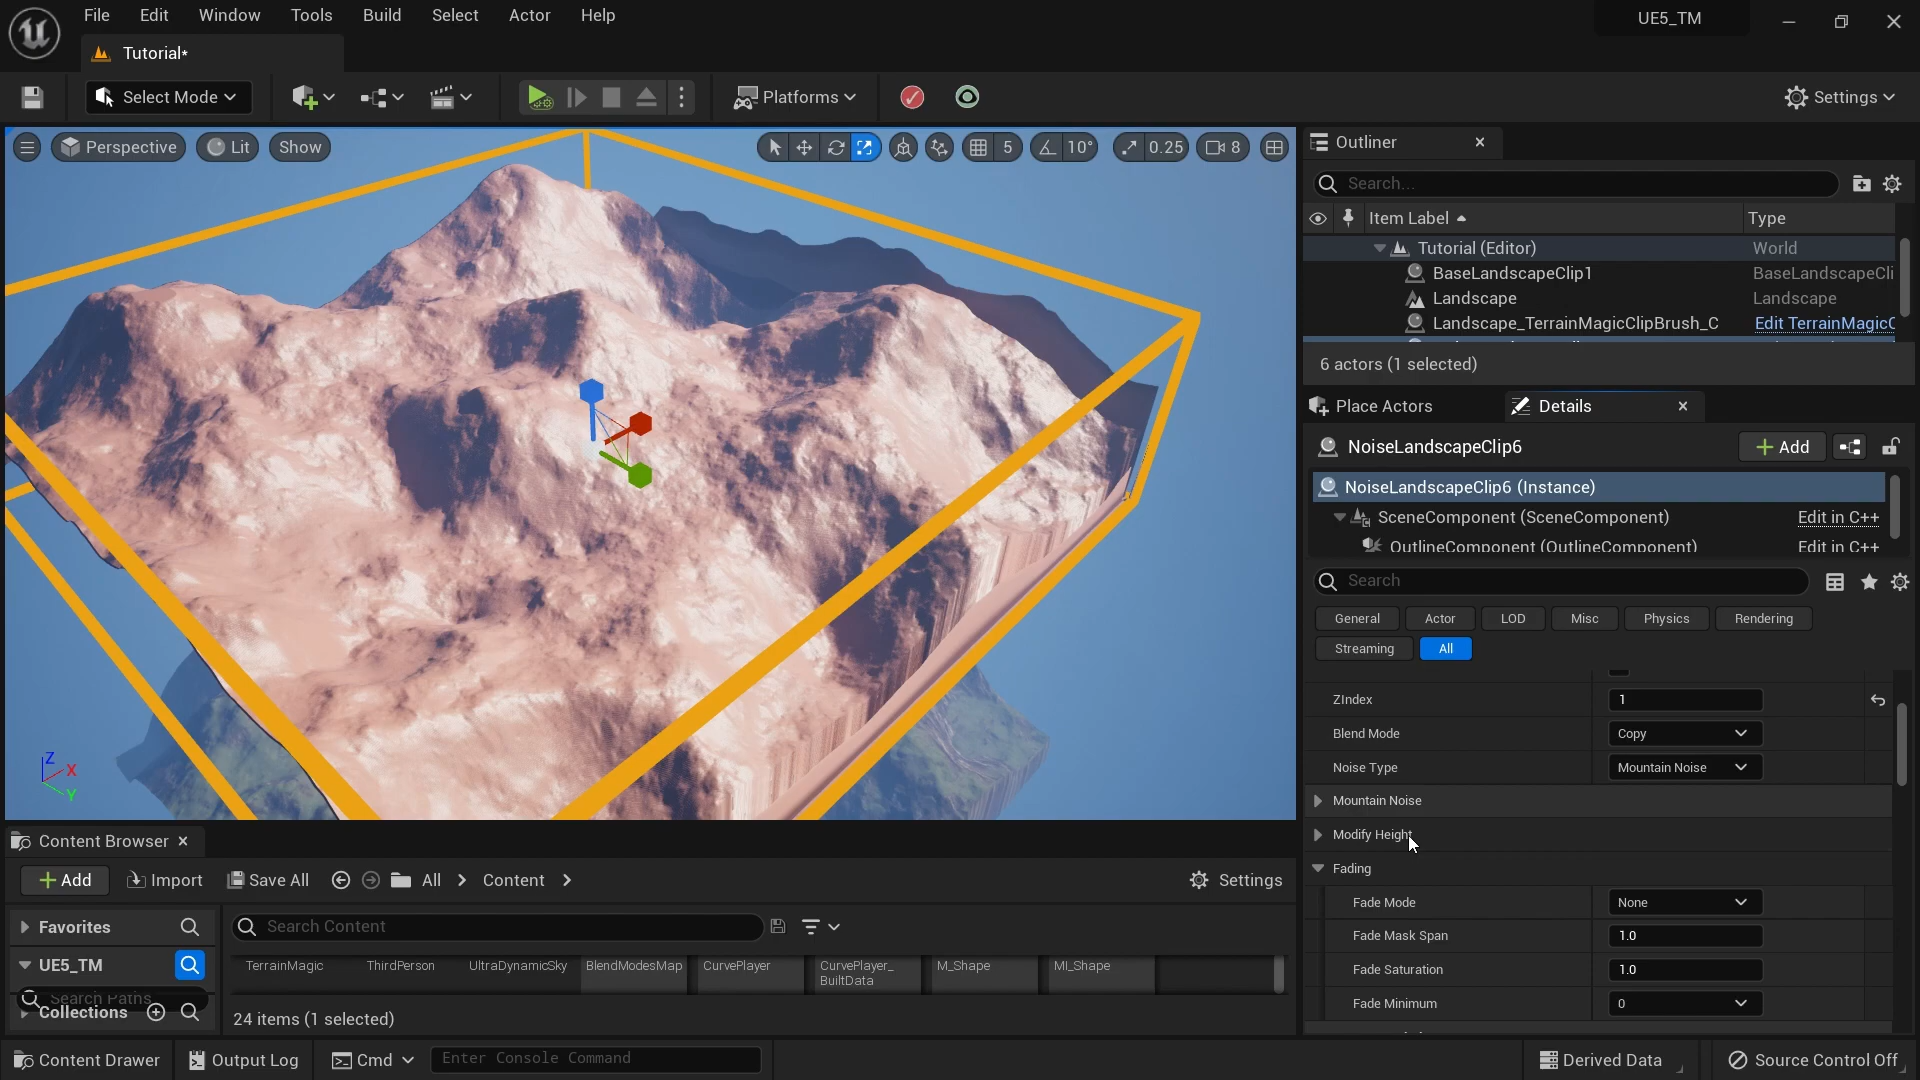 File Edit Window Tools Build Select Actor Help
UE5_TM
Tutorial*
Select Mode
Platforms
Settings
Perspective Lit Show
5 10° 0.25 8
Outliner
Search...
Item Label Type
Tutorial (Editor) World
BaseLandscapeClip1 BaseLandscapeCli
Landscape Landscape
Landscape_TerrainMagicClipBrush_C Edit TerrainMagicC
6 actors (1 selected)
Place Actors Details
NoiseLandscapeClip6 Add
NoiseLandscapeClip6 (Instance)
SceneComponent (SceneComponent) Edit in C++
OutlineComponent (OutlineComponent) Edit in C++
Search
General Actor LOD Misc Physics Rendering
Streaming All
ZIndex 1
Blend Mode Copy
Noise Type Mountain Noise
Mountain Noise
Modify Height
Fading
Fade Mode None
Fade Mask Span 1.0
Fade Saturation 1.0
Fade Minimum 0
Z X Y
Content Browser
Add Import Save All All Content Settings
Favorites
Search Content
UE5_TM
Search Paths
Collections
TerrainMagic ThirdPerson UltraDynamicSky BlendModesMap CurvePlayer CurvePlayer_ M_Shape MI_Shape
BuiltData
24 items (1 selected)
Content Drawer Output Log Cmd Enter Console Command Derived Data Source Control Off